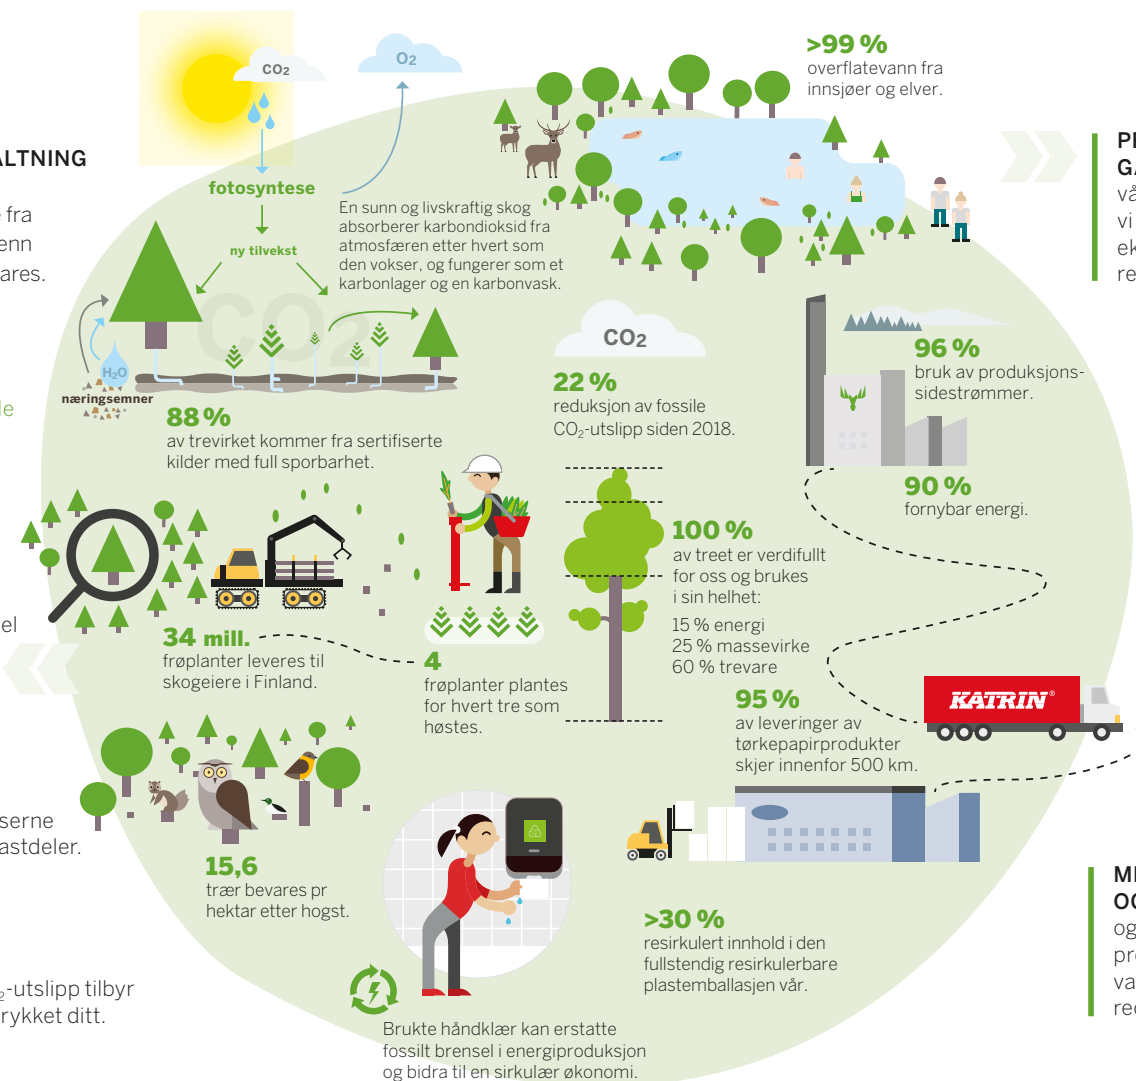 CO2
O2
>99 %
overflatevann fra
innsjøer og elver.
ALTNING
fra
enn
ares.
fotosyntese
ny tilvekst
En sunn og livskraftig skog
absorberer karbondioksid fra
atmosfæren etter hvert som
den vokser, og fungerer som et
karbonlager og en karbonvask.
CO2
H2O
næringsemner
88 %
av trevirket kommer fra sertifiserte
kilder med full sporbarhet.
CO2
22 %
reduksjon av fossile
CO₂-utslipp siden 2018.
96 %
bruk av produksjons-
sidestrømmer.
90 %
fornybar energi.
GA
vå
vi
ek
re
de
100 %
av treet er verdifullt
for oss og brukes
i sin helhet:
15 % energi
25 % massevirke
60 % trevare
34 mill.
frøplanter leveres til
skogeiere i Finland.
4
frøplanter plantes
for hvert tre som
høstes.
el
95 %
av leveringer av
tørkepapirprodukter
skjer innenfor 500 km.
KATRIN®
serne
astdeler.
15,6
trær bevares pr
hektar etter hogst.
>30 %
resirkulert innhold i den
fullstendig resirkulerbare
plastemballasjen vår.
og
pro
va
red
₂-utslipp tilbyr
rykket ditt.
Brukte håndklær kan erstatte
fossilt brensel i energiproduksjon
og bidra til en sirkulær økonomi.